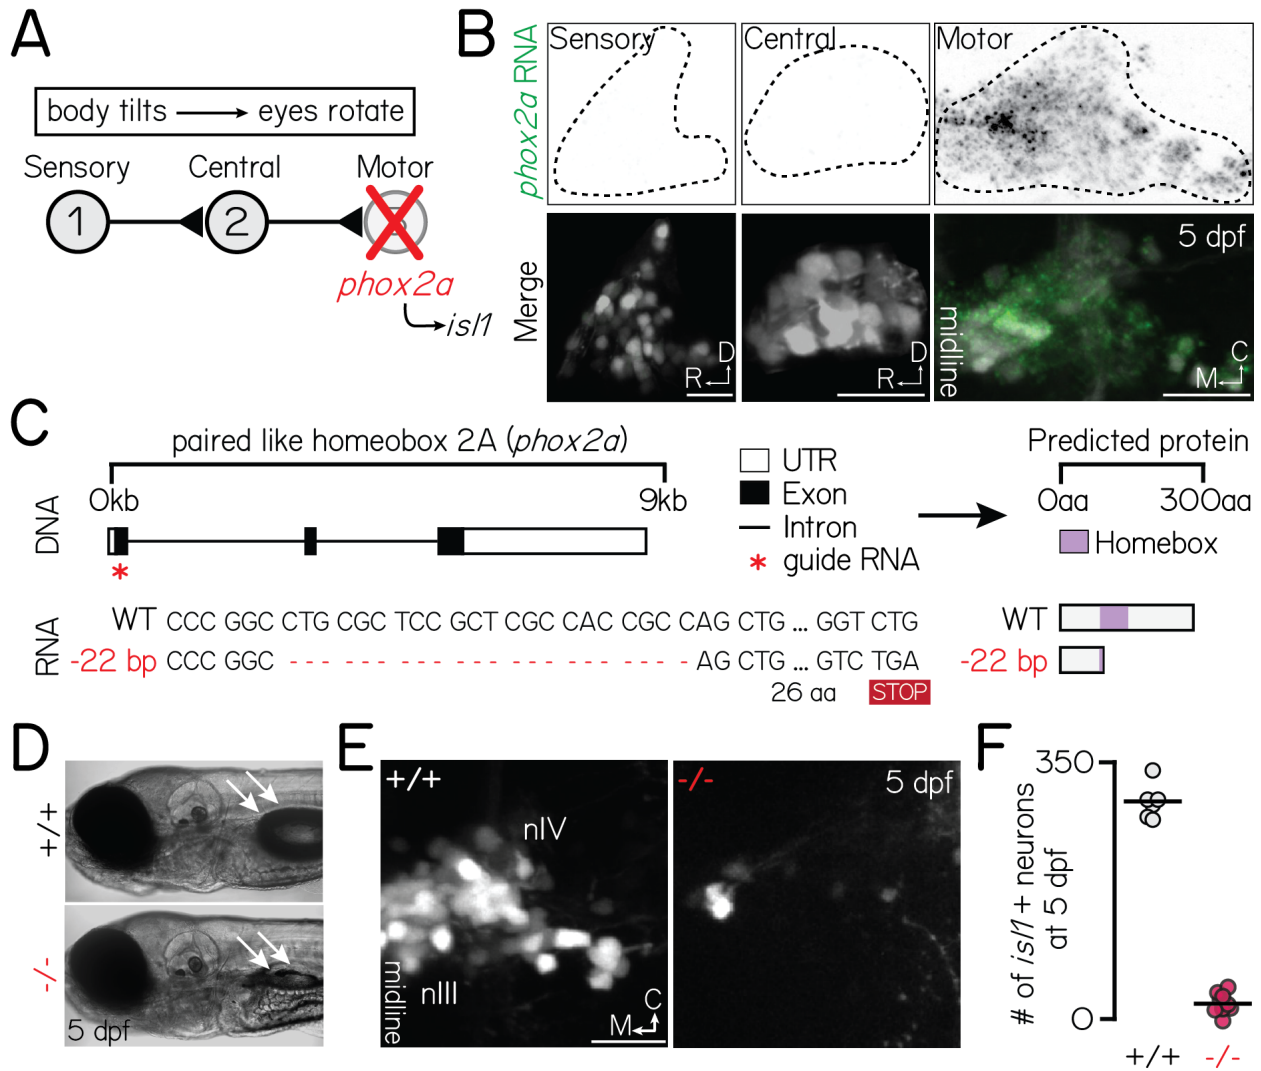 A
body tilts → eyes rotate
Sensory Central Motor
1 2
phox2a
isl1
B
phox2a RNA
Sensory Central Motor
Merge
D
R
D
R
5 dpf
midline
C
M
C
paired like homeobox 2A (phox2a)
0kb 9kb
DNA
*
UTR
Exon
Intron
* guide RNA
Predicted protein
0aa 300aa
Homebox
RNA
WT CCC GGC CTG CGC TCC GCT CGC CAC CGC CAG CTG ... GGT CTG
-22 bp CCC GGC - - - - - - - - - - - - - - - - - - - - - - AG CTG ... GTC TGA
26 aa STOP
WT
-22 bp
D
+/+
-/-
5 dpf
E
+/+
nIV
nIII
midline
C
M
-/-
5 dpf
F
# of isl1 + neurons
at 5 dpf
350
0
+/+ -/-